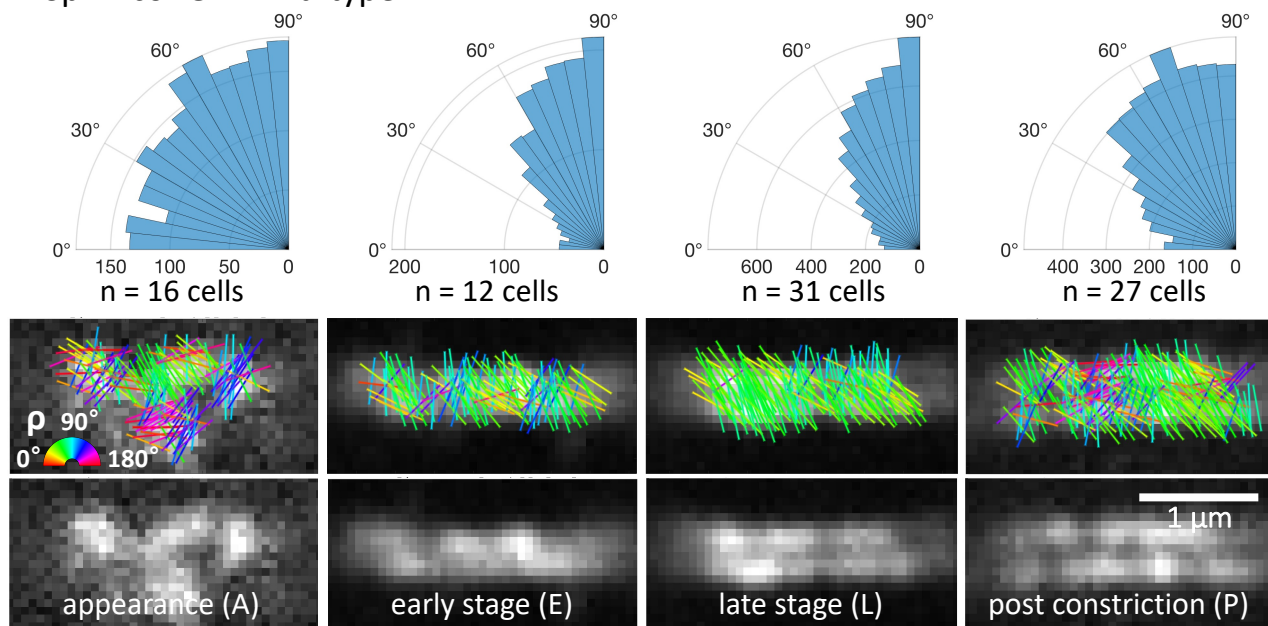 90° 90° 90° 90°
60° 60° 60° 60°
30° 30° 30° 30°
0° 0° 0° 0°
150 100 50 0 200 100 0 600 400 200 0 400 300 200 100 0
n = 16 cells n = 12 cells n = 31 cells n = 27 cells
ρ 90°
0° 180°
1 µm
appearance (A) early stage (E) late stage (L) post constriction (P)